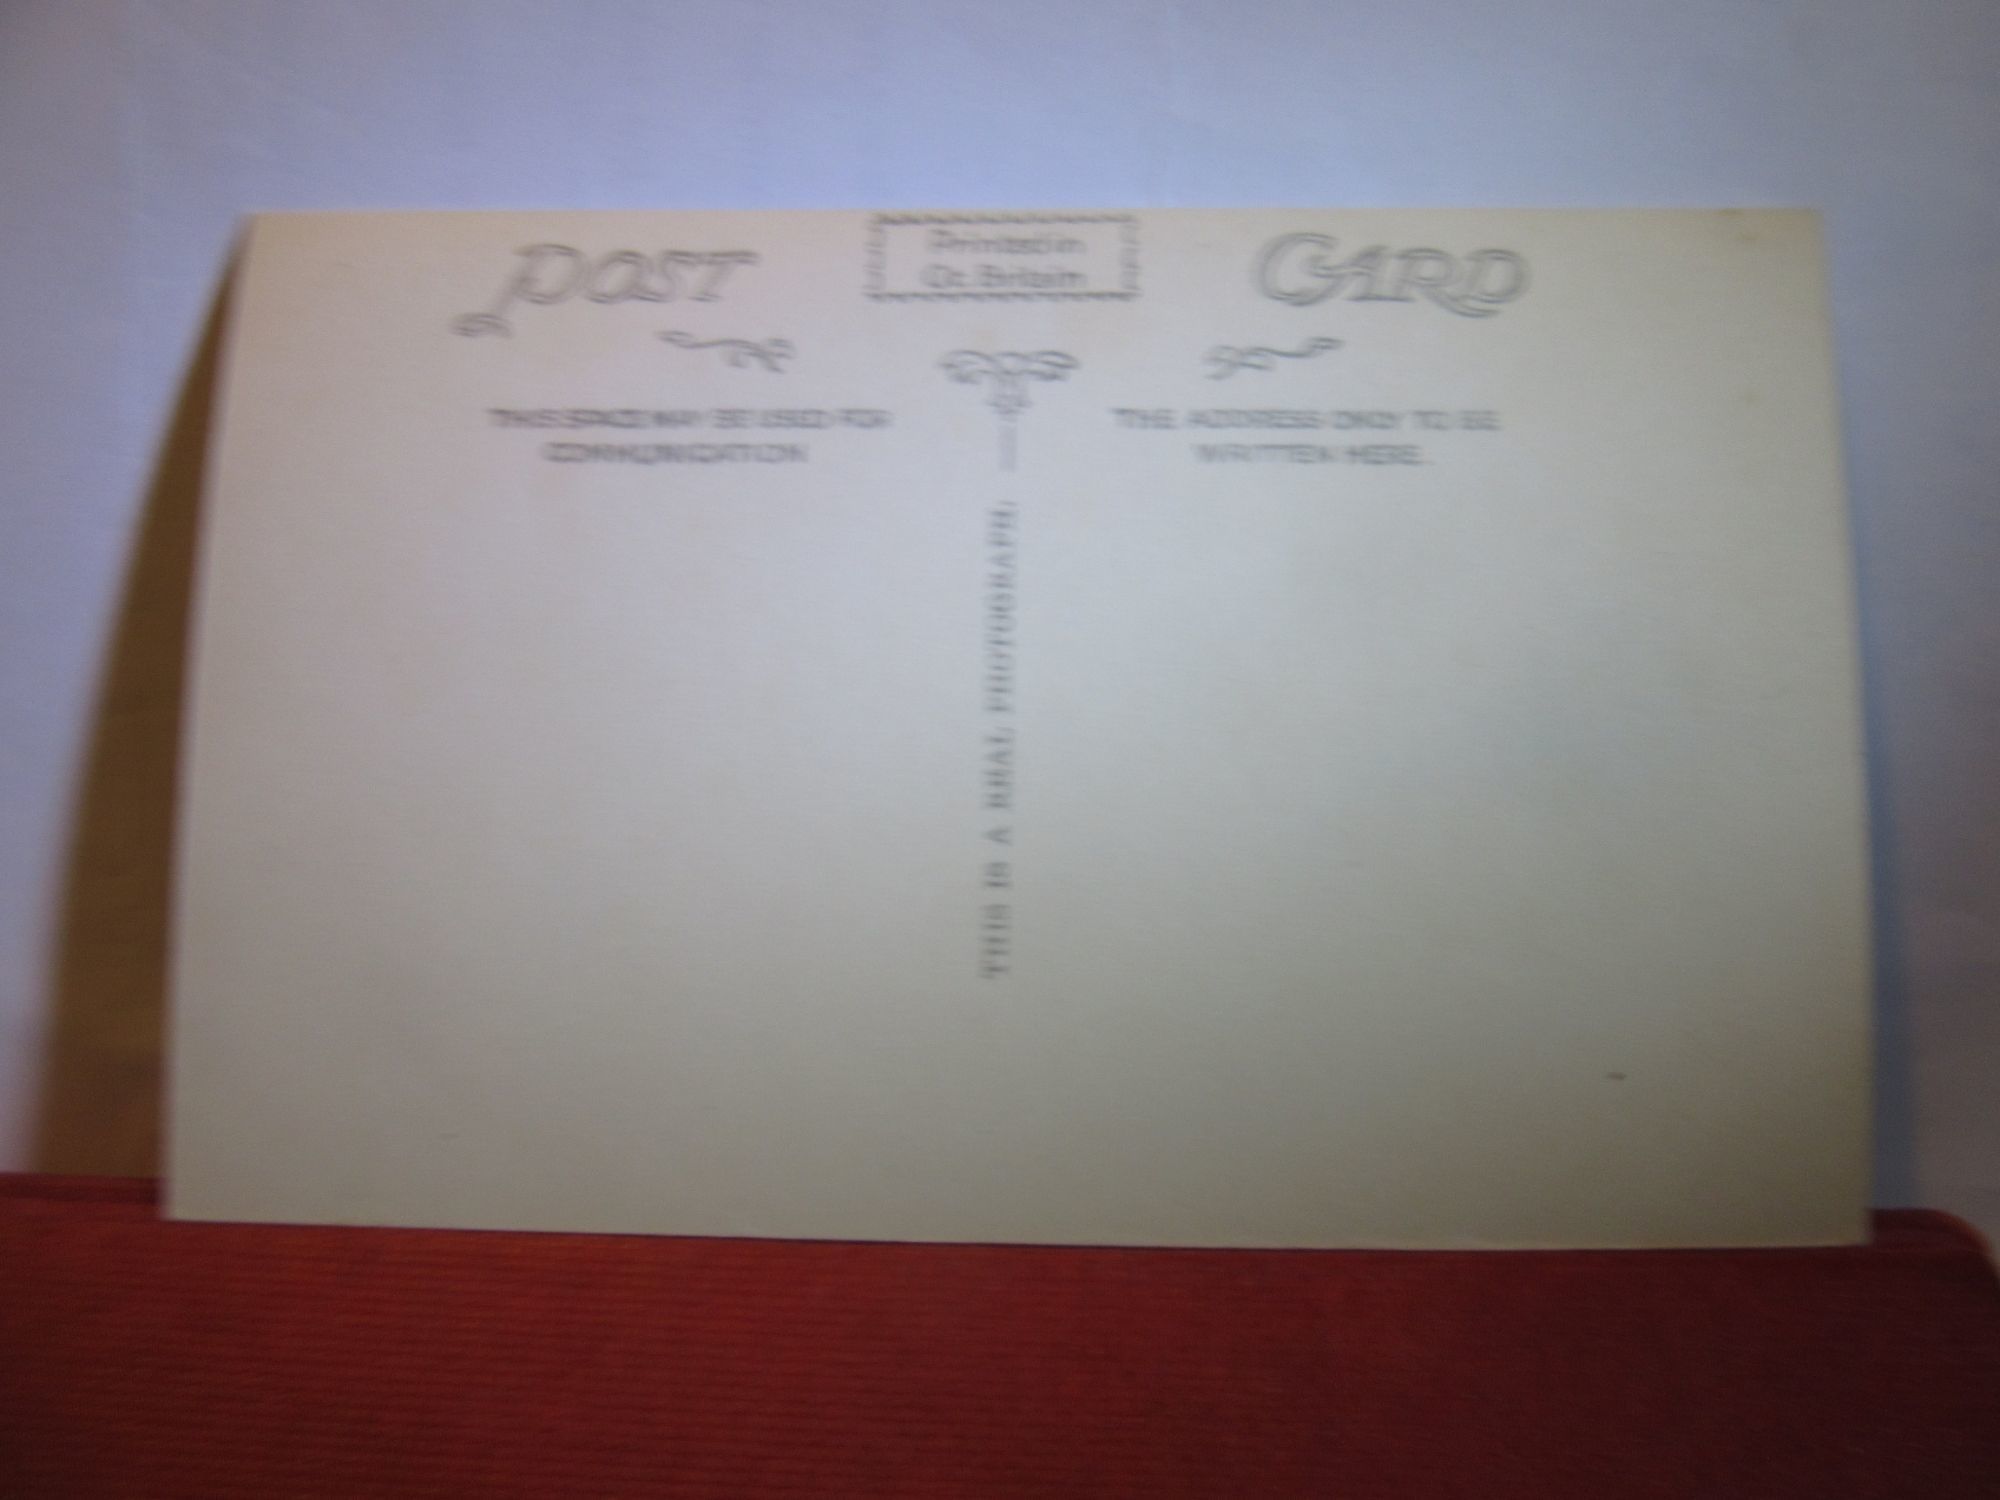 POST CARD
Printed in
Gt. Britain
THIS SPACE MAY BE USED FOR
COMMUNICATION
THE ADDRESS ONLY TO BE
WRITTEN HERE.
THIS IS A REAL PHOTOGRAPH.